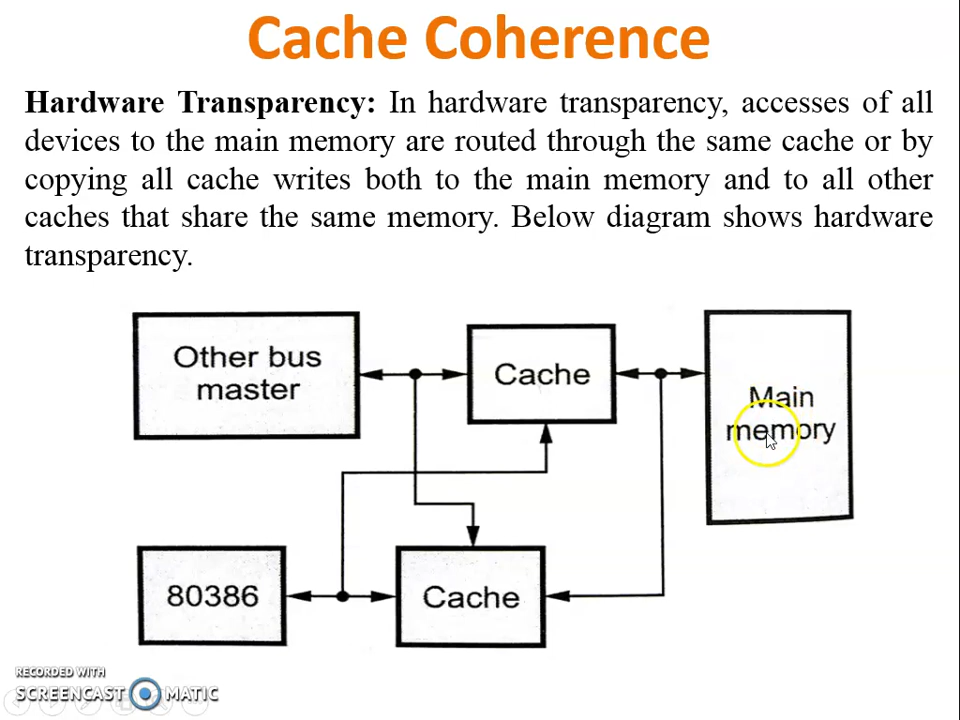 Cache Coherence
Hardware Transparency: In hardware transparency, accesses of all
devices to the main memory are routed through the same cache or by
copying all cache writes both to the main memory and to all other
caches that share the same memory. Below diagram shows hardware
transparency.
Other bus
master
Cache
Main
memory
80386
Cache
RECORDED WITH
SCREENCAST MATIC